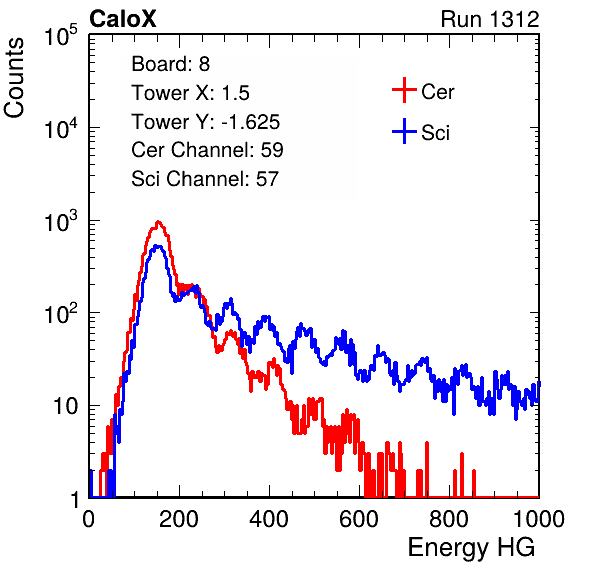 CaloX Run 1312
Counts
10^5
10^4
10^3
10^2
10
1
Board: 8
Tower X: 1.5
Tower Y: -1.625
Cer Channel: 59
Sci Channel: 57
Cer
Sci
0 200 400 600 800 1000
Energy HG